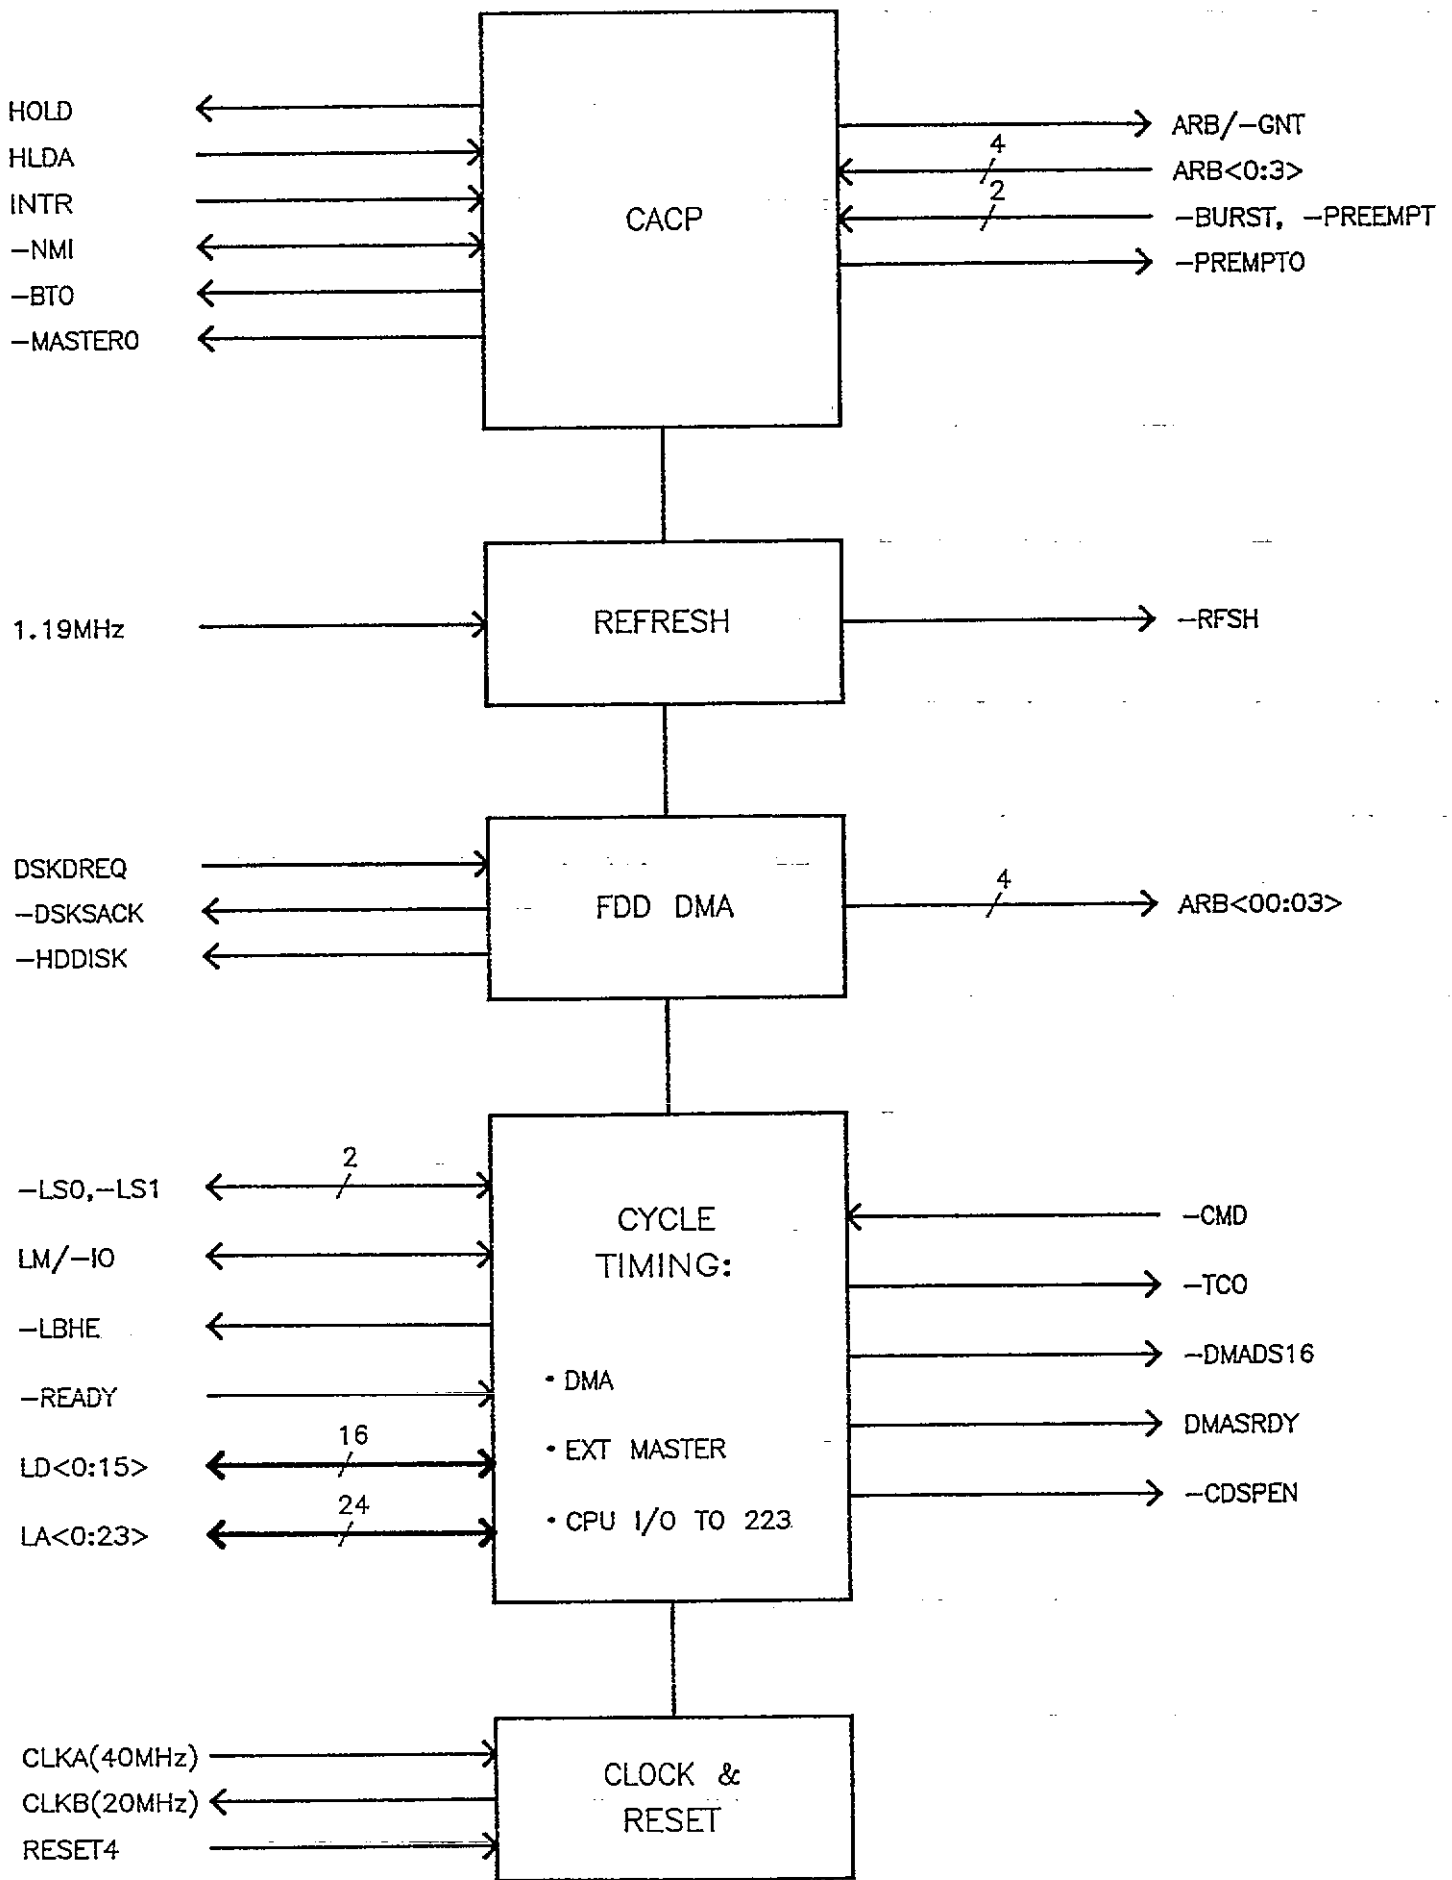 HOLD
HLDA
INTR
-NMI
-BTO
-MASTERO
CACP
ARB/-GNT
4
ARB<0:3>
2
-BURST, -PREEMPT
-PREMPTO
1.19MHz
REFRESH
-RFSH
DSKDREQ
-DSKSACK
-HDDISK
FDD DMA
4
ARB<00:03>
2
-LS0,-LS1
LM/-IO
-LBHE
-READY
16
LD<0:15>
24
LA<0:23>
CYCLE
TIMING:
• DMA
• EXT MASTER
• CPU I/O TO 223
-CMD
-TCO
-DMADS16
DMASRDY
-CDSPEN
CLKA(40MHz)
CLKB(20MHz)
RESET4
CLOCK &
RESET